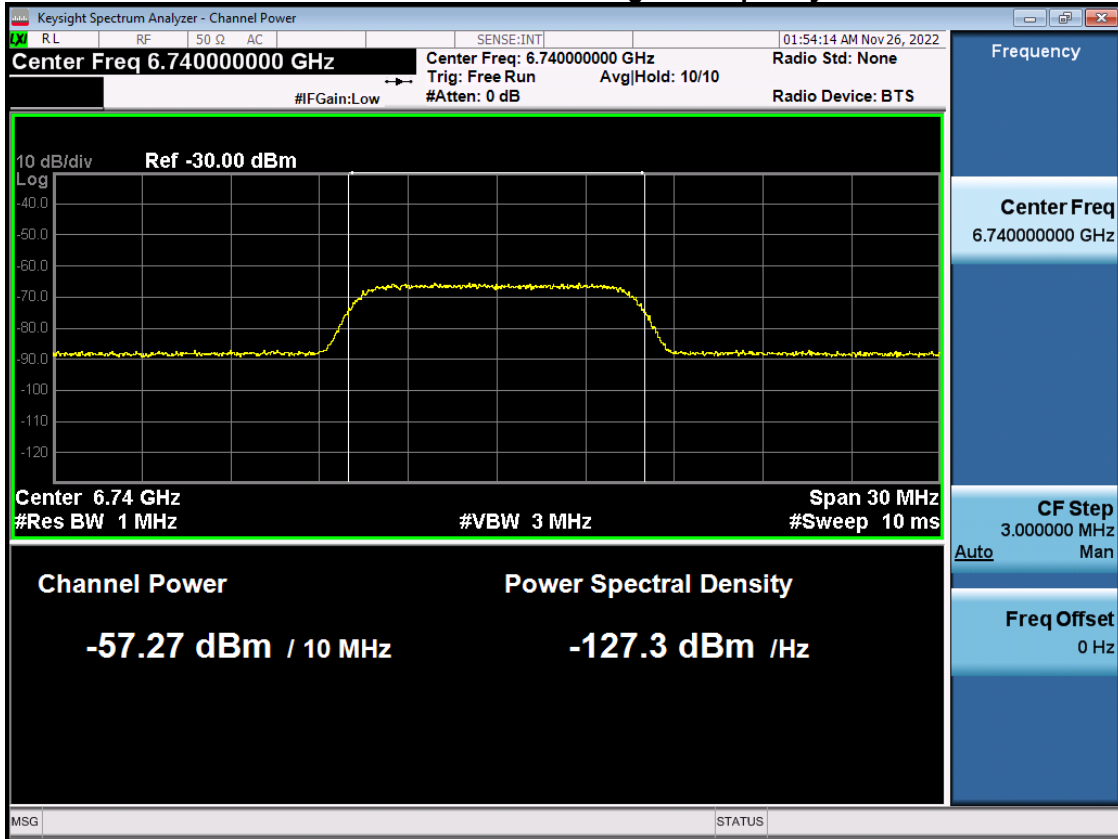 Keysight Spectrum Analyzer - Channel Power
LXI RL RF 50 Ω AC SENSE:INT 01:54:14 AM Nov 26, 2022
Center Freq 6.740000000 GHz
Center Freq: 6.740000000 GHz
Radio Std: None
Trig: Free Run Avg|Hold: 10/10
#IFGain:Low
#Atten: 0 dB
Radio Device: BTS
10 dB/div Ref -30.00 dBm
Log
-40.0
-50.0
-60.0
-70.0
-80.0
-90.0
-100
-110
-120
Center 6.74 GHz Span 30 MHz
#Res BW 1 MHz #VBW 3 MHz #Sweep 10 ms
Channel Power Power Spectral Density
-57.27 dBm / 10 MHz -127.3 dBm /Hz
Frequency
Center Freq
6.740000000 GHz
CF Step
3.000000 MHz
Auto Man
Freq Offset
0 Hz
MSG STATUS